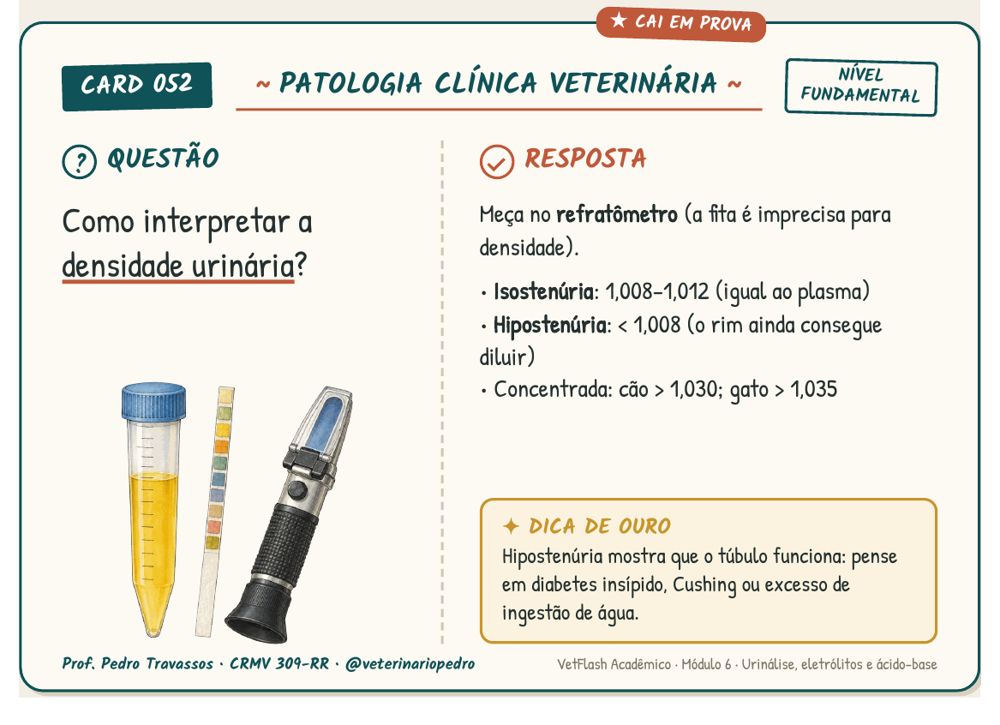 ★ CAI EM PROVA
CARD 052
~ PATOLOGIA CLÍNICA VETERINÁRIA ~
NÍVEL
FUNDAMENTAL
? QUESTÃO
Como interpretar a
densidade urinária?
RESPOSTA
Meça no refratômetro (a fita é imprecisa para
densidade).
• Isostenúria: 1,008–1,012 (igual ao plasma)
• Hipostenúria: < 1,008 (o rim ainda consegue
diluir)
• Concentrada: cão > 1,030; gato > 1,035
✦ DICA DE OURO
Hipostenúria mostra que o túbulo funciona: pense
em diabetes insípido, Cushing ou excesso de
ingestão de água.
Prof. Pedro Travassos · CRMV 309-RR · @veterinariopedro
VetFlash Acadêmico · Módulo 6 · Urinálise, eletrólitos e ácido-base